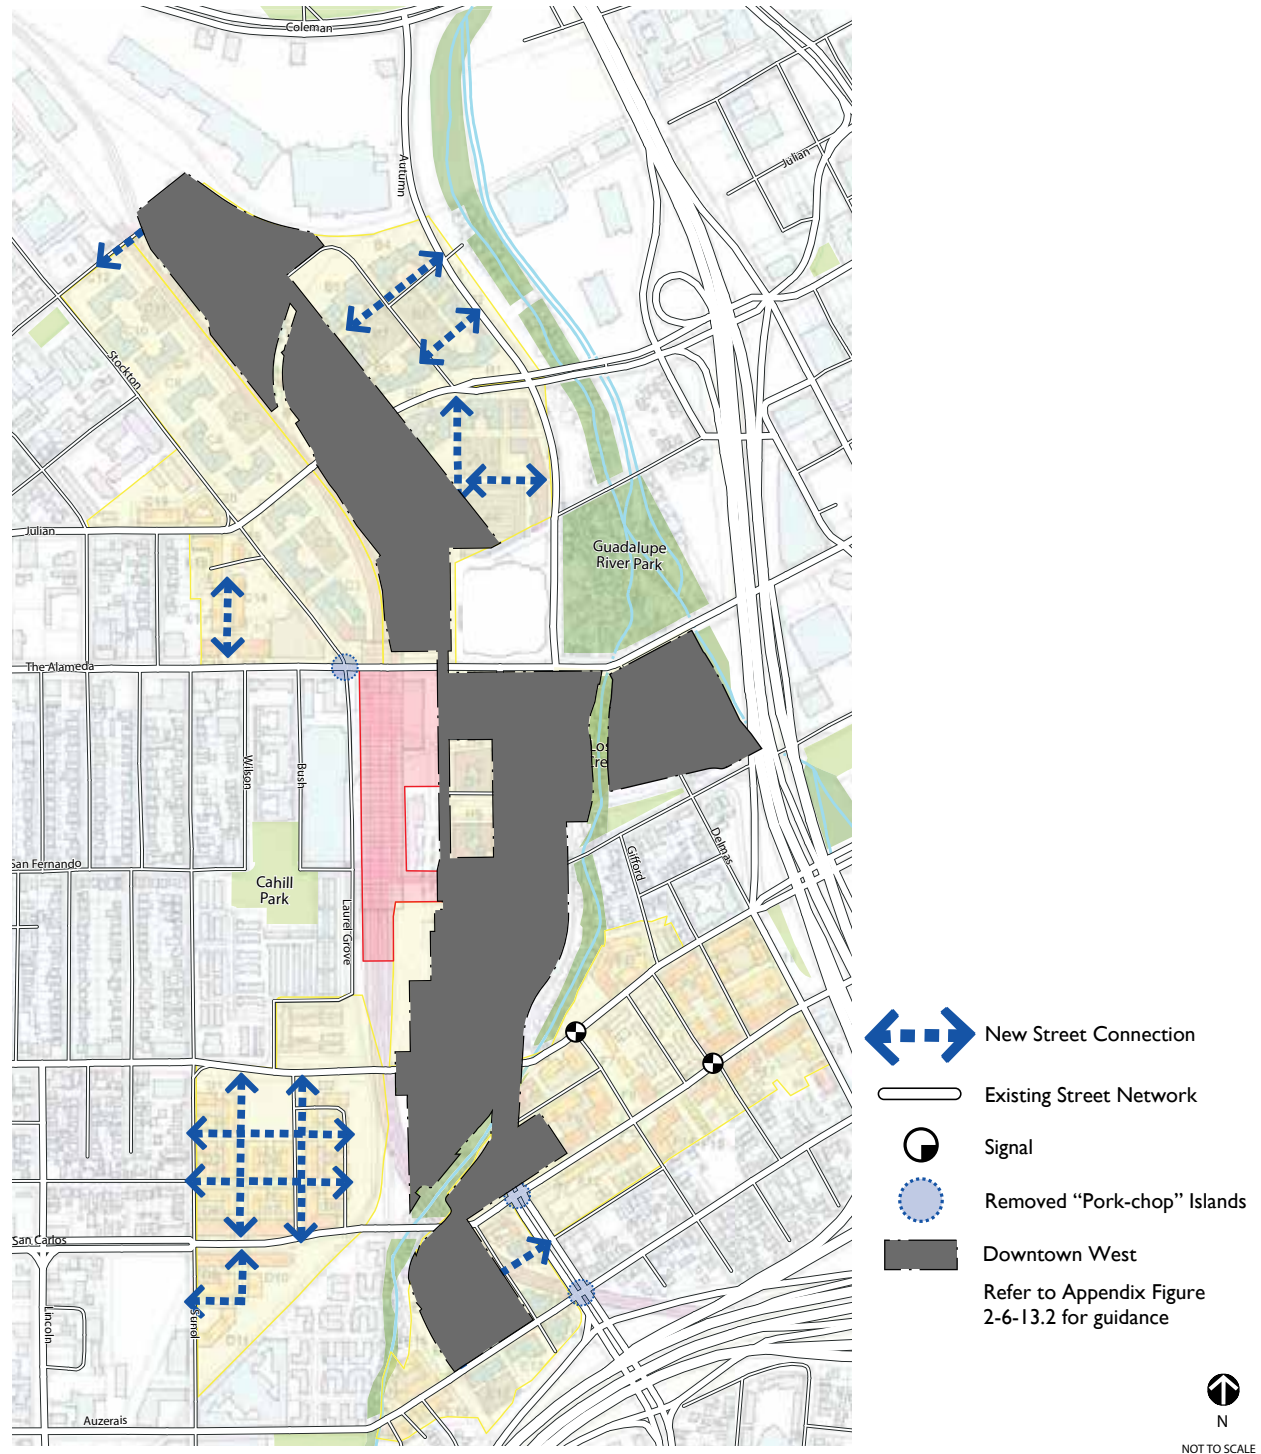 Coleman
Autumn
Julian
Stockton
Julian
Guadalupe
River Park
The Alameda
Wilson
Bush
Los
Cre
Delmas
Gifford
San Fernando
Cahill
Park
Laurel Grove
San Carlos
Lincoln
Sunol
Auzerais
New Street Connection
Existing Street Network
Signal
Removed “Pork-chop” Islands
Downtown West
Refer to Appendix Figure
2-6-13.2 for guidance
N
NOT TO SCALE